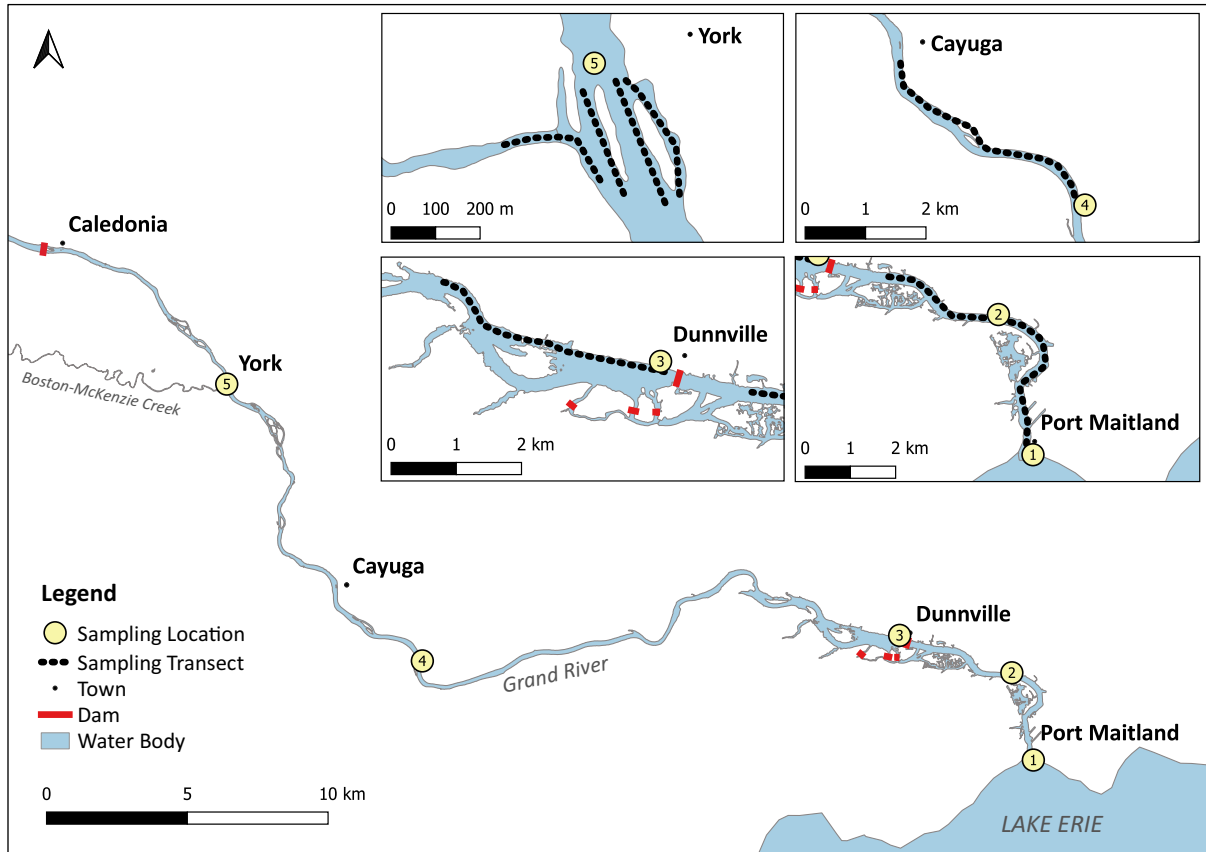 York
5
0 100 200 m
Cayuga
4
0 1 2 km
Dunnville
3
0 1 2 km
2
Port Maitland
1
0 1 2 km
Caledonia
York
5
Boston-McKenzie Creek
Cayuga
4
Grand River
Dunnville
3
2
Port Maitland
1
LAKE ERIE
Legend
Sampling Location
Sampling Transect
Town
Dam
Water Body
0 5 10 km